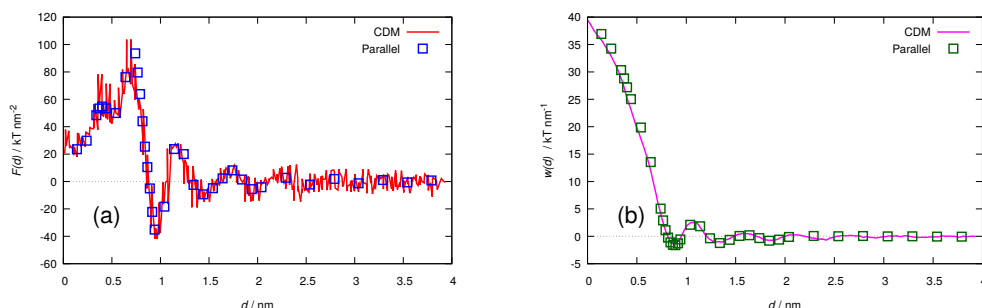 120
100
80
60
40
20
0
-20
-40
-60
F(d) / kT nm-2
CDM
Parallel
(a)
0 0.5 1 1.5 2 2.5 3 3.5 4
d / nm
40
35
30
25
20
15
10
5
0
-5
w(d) / kT nm-1
CDM
Parallel
(b)
0 0.5 1 1.5 2 2.5 3 3.5 4
d / nm